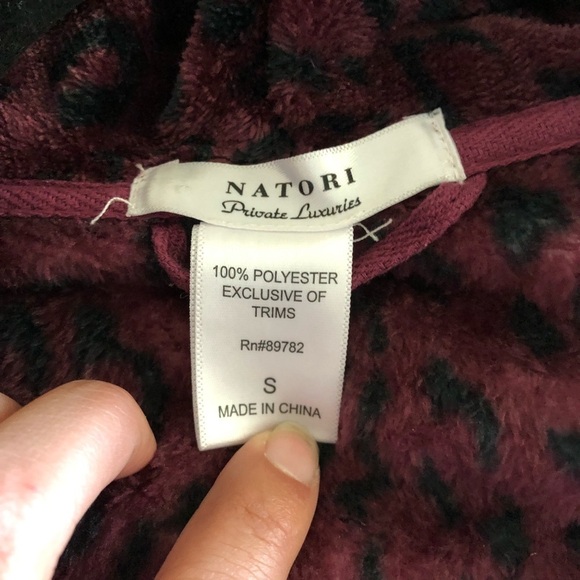 NATORI
Private Luxuries
100% POLYESTER
EXCLUSIVE OF
TRIMS
Rn#89782
S
MADE IN CHINA